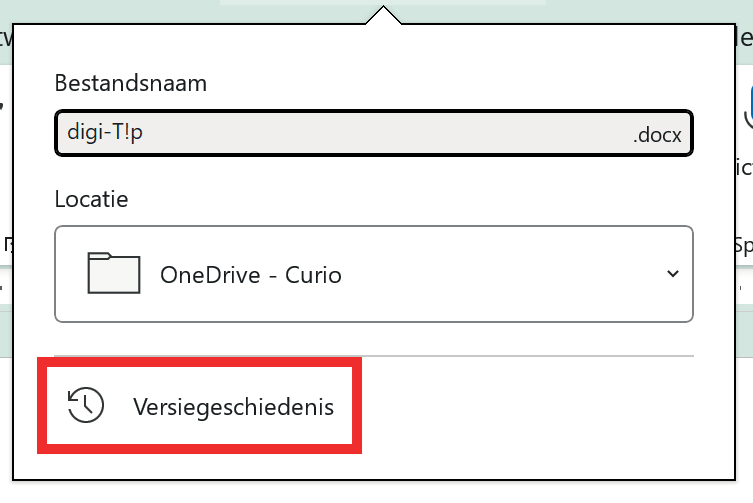 Bestandsnaam
digi-T!p .docx
Locatie
OneDrive - Curio
Versiegeschiedenis